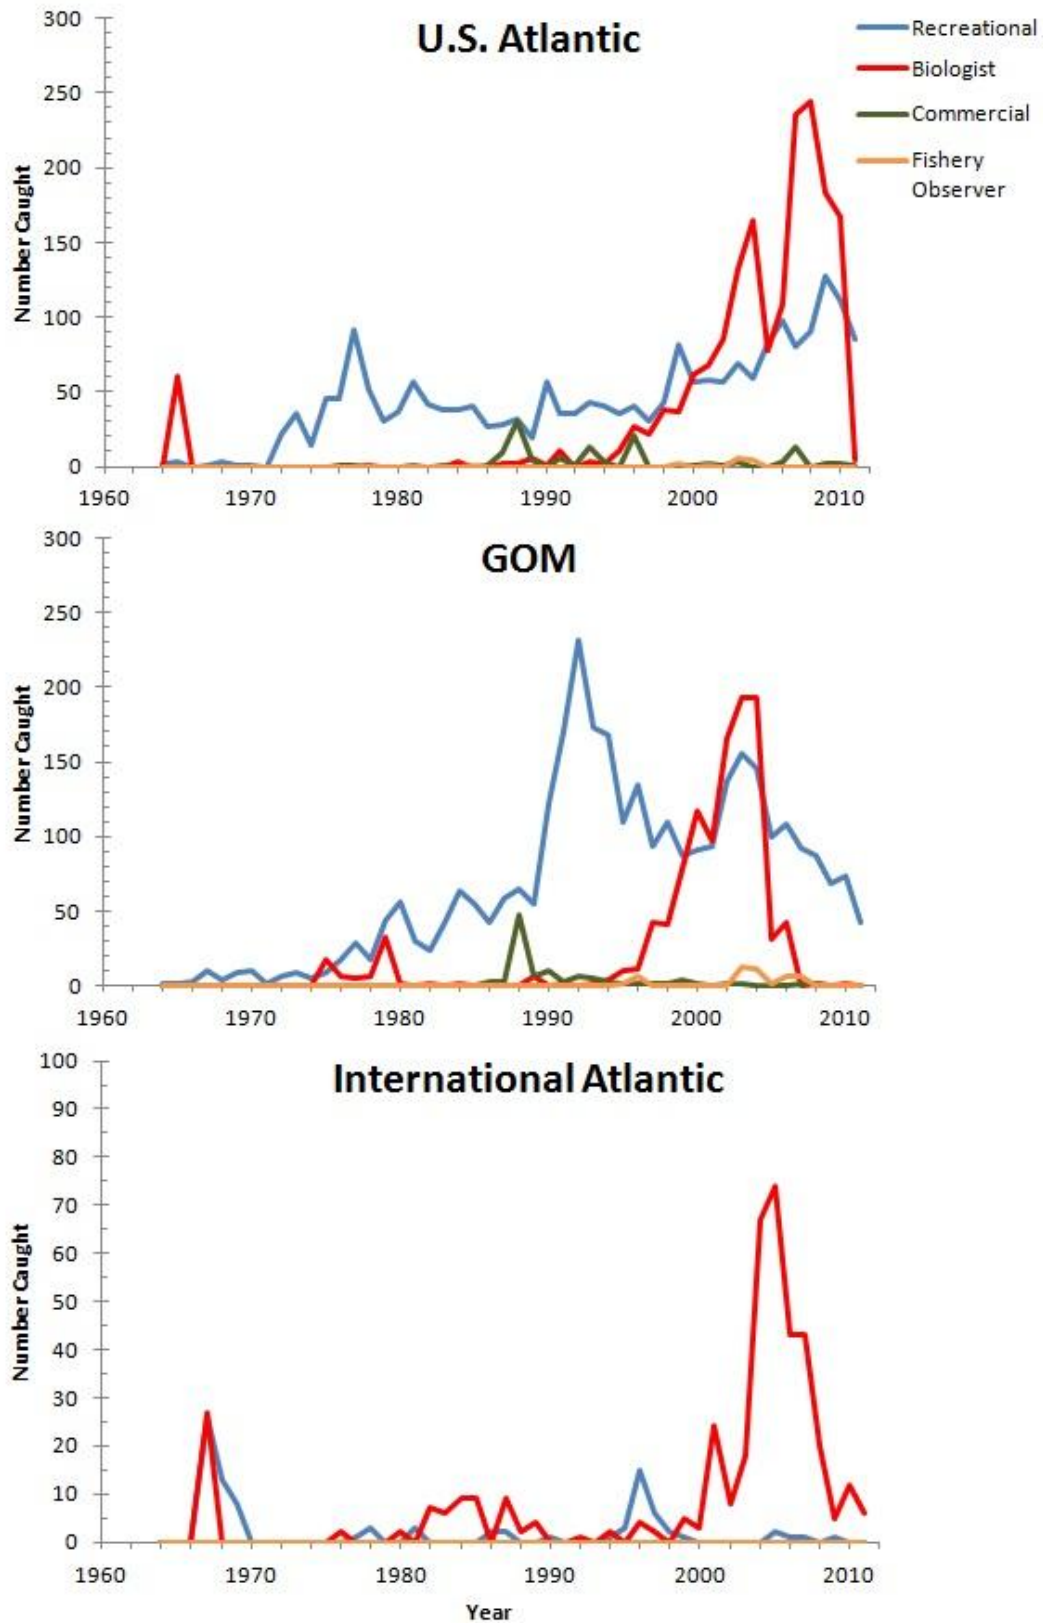 U.S. Atlantic
Recreational
Biologist
Commercial
Fishery
Observer
Number Caught
300
250
200
150
100
50
0
1960 1970 1980 1990 2000 2010
GOM
Number Caught
300
250
200
150
100
50
0
1960 1970 1980 1990 2000 2010
International Atlantic
Number Caught
100
90
80
70
60
50
40
30
20
10
0
1960 1970 1980 1990 2000 2010
Year